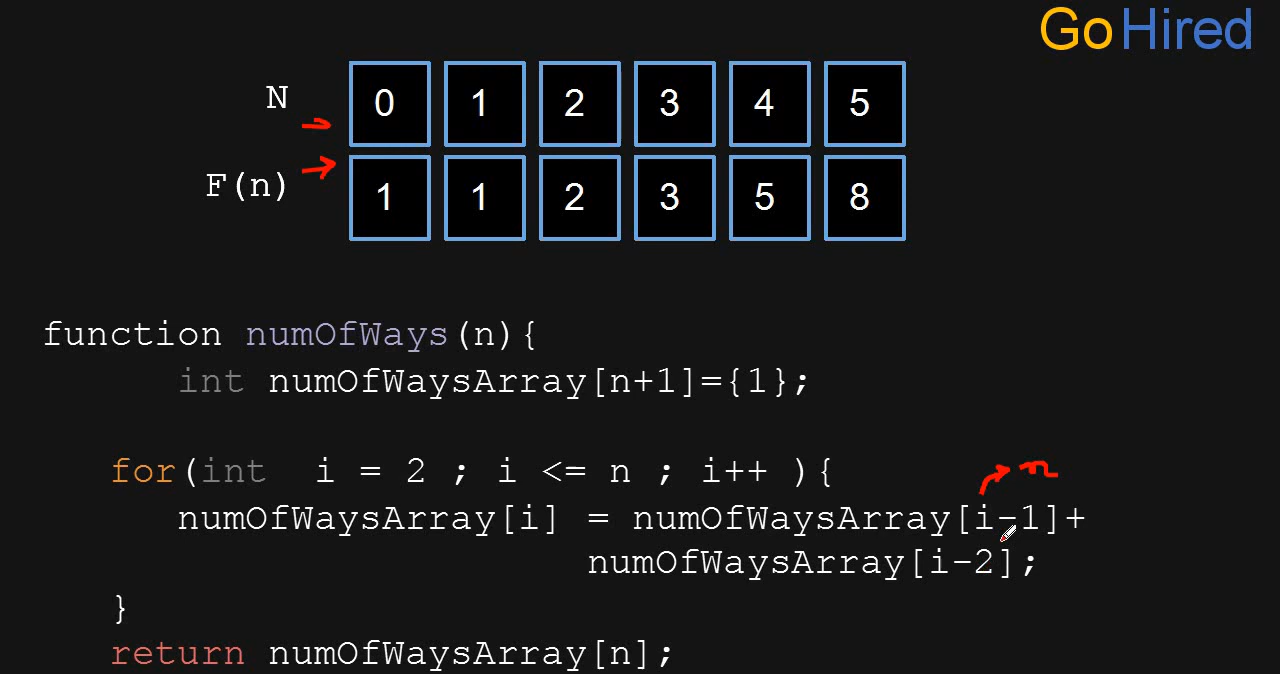 GoHired
N 0 1 2 3 4 5
F(n) 1 1 2 3 5 8
function numOfWays(n){
int numOfWaysArray[n+1]={1};
for(int i = 2 ; i <= n ; i++ ){
numOfWaysArray[i] = numOfWaysArray[i-1]+
numOfWaysArray[i-2];
}
return numOfWaysArray[n];